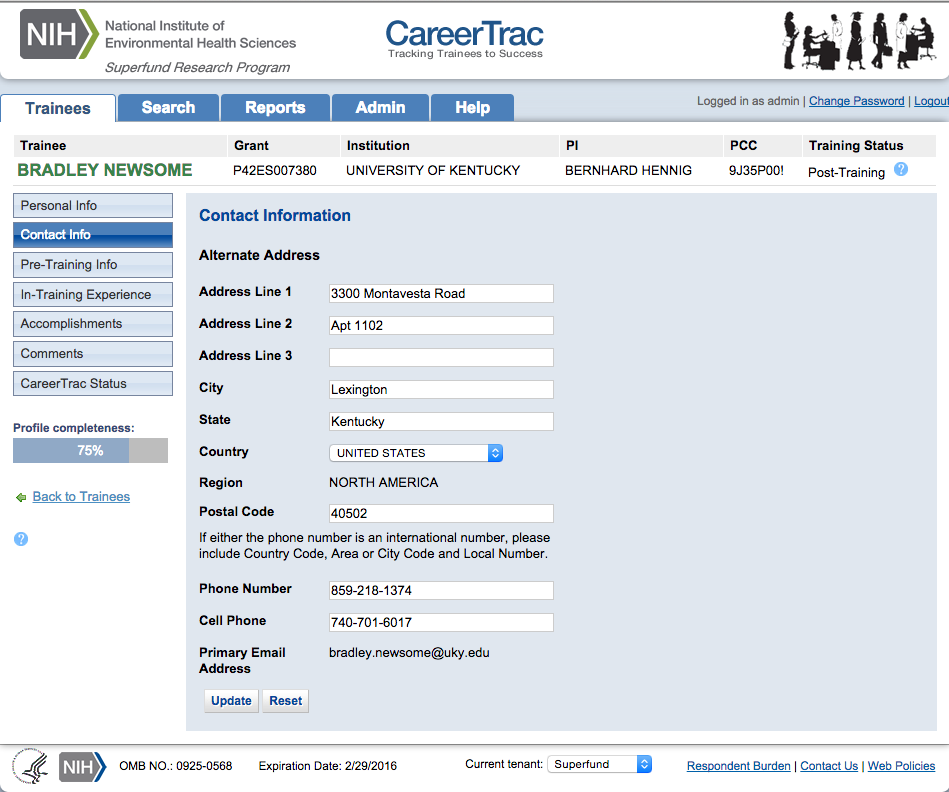 NIH National Institute of
Environmental Health Sciences
Superfund Research Program
CareerTrac
Tracking Trainees to Success
Trainees Search Reports Admin Help
Logged in as admin | Change Password | Logout
Trainee Grant Institution PI PCC Training Status
BRADLEY NEWSOME P42ES007380 UNIVERSITY OF KENTUCKY BERNHARD HENNIG 9J35P00! Post-Training ?
Personal Info
Contact Info
Pre-Training Info
In-Training Experience
Accomplishments
Comments
CareerTrac Status
Profile completeness:
75%
Back to Trainees
?
Contact Information
Alternate Address
Address Line 1 3300 Montavesta Road
Address Line 2 Apt 1102
Address Line 3
City Lexington
State Kentucky
Country UNITED STATES
Region NORTH AMERICA
Postal Code 40502
If either the phone number is an international number, please
include Country Code, Area or City Code and Local Number.
Phone Number 859-218-1374
Cell Phone 740-701-6017
Primary Email bradley.newsome@uky.edu
Address
Update Reset
NIH OMB NO.: 0925-0568 Expiration Date: 2/29/2016 Current tenant: Superfund Respondent Burden | Contact Us | Web Policies